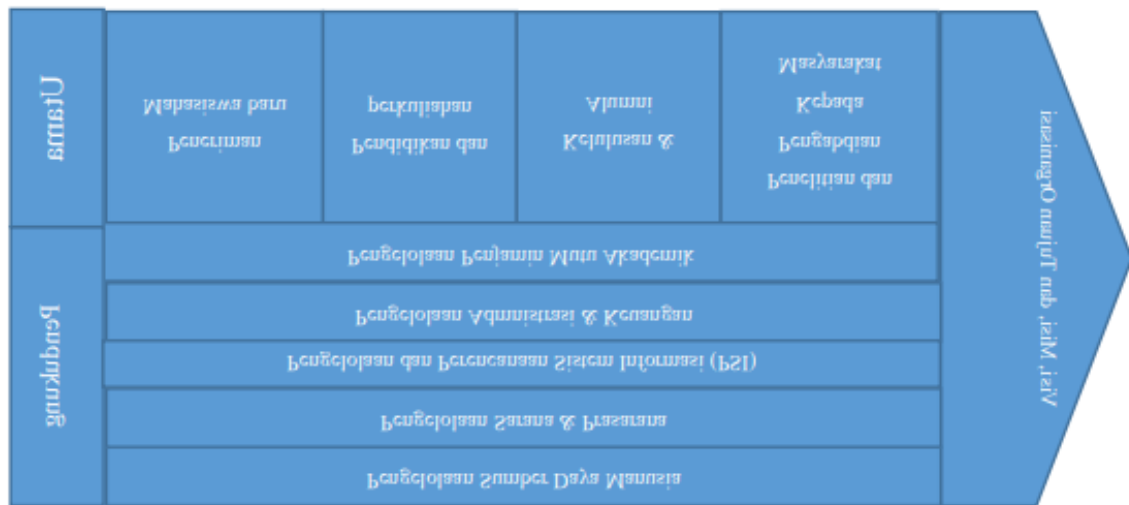 Pendukung
Pengelolaan Sumber Daya Manusia
Pengelolaan Sarana & Prasarana
Pengelolaan dan Perencanaan Sistem Informasi (PSI)
Pengelolaan Admnistrasi & Keuangan
Pengelolaan Penjamin Mutu Akademik
Utama
Peneriman
Mahasiswa baru
Pendidikan dan
perkuliahan
Kelulusan &
Alumni
Penelitian dan
Pengabdian
Kepada
Masyarakat
Visi, Misi, dan Tujuan Organisasi